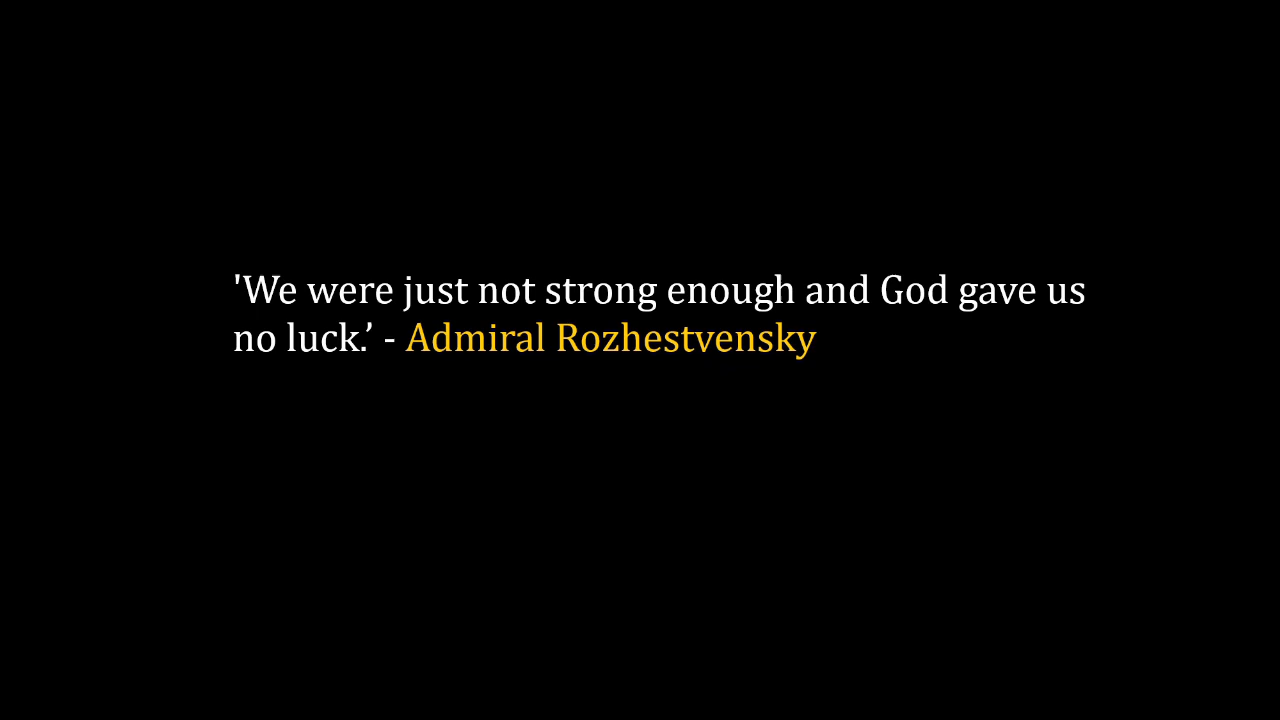 'We were just not strong enough and God gave us
no luck.’ - Admiral Rozhestvensky